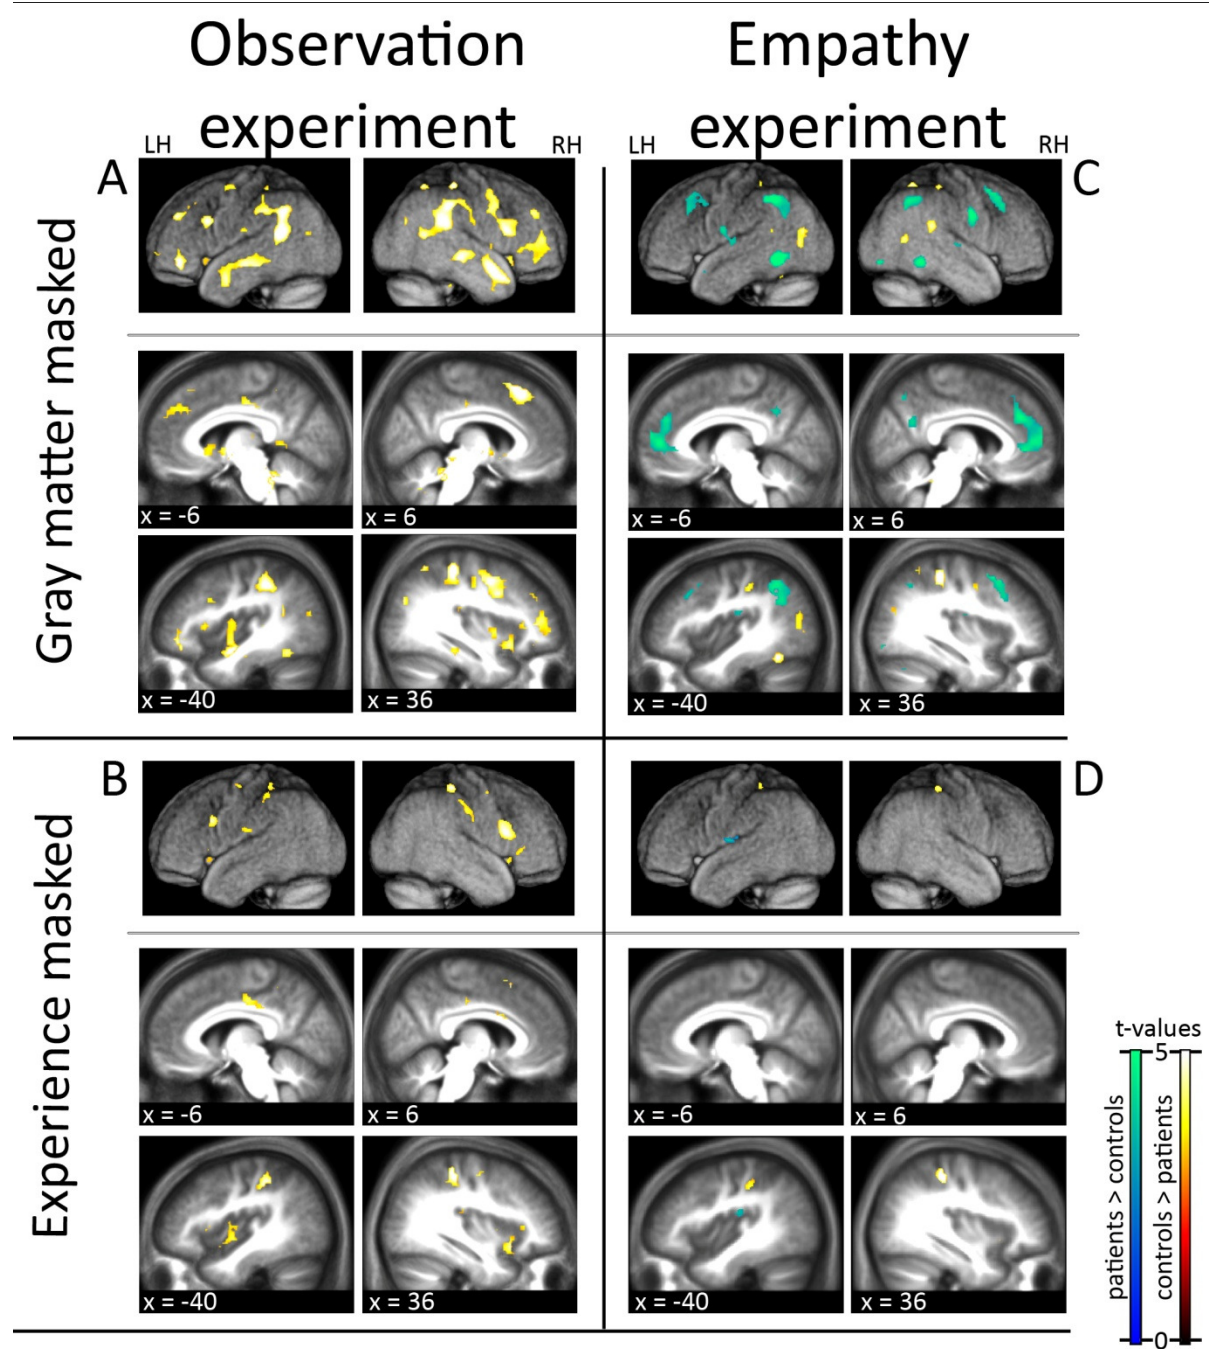 Observation experiment
Empathy experiment
LH
RH
LH
RH
A
C
Gray matter masked
x = -6
x = 6
x = -6
x = 6
x = -40
x = 36
x = -40
x = 36
B
D
Experience masked
x = -6
x = 6
x = -6
x = 6
x = -40
x = 36
x = -40
x = 36
t-values
5
0
patients > controls
controls > patients